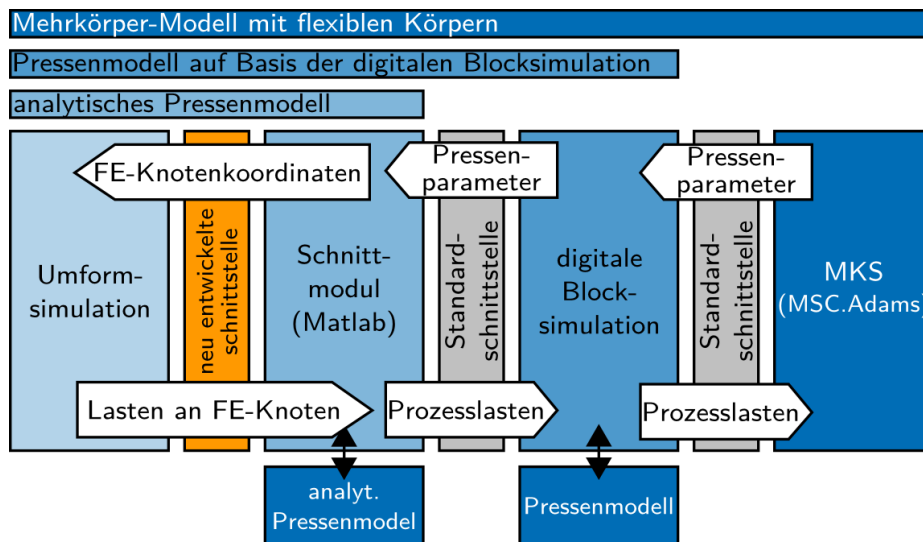 Mehrkörper-Modell mit flexiblen Körpern
Pressenmodell auf Basis der digitalen Blocksimulation
analytisches Pressenmodell
FE-Knotenkoordinaten
Pressen-
parameter
Pressen-
parameter
Umform-
simulation
neu entwickelte
schnittstelle
Schnitt-
modul
(Matlab)
Standard-
schnittstelle
digitale
Block-
simulation
Standard-
schnittstelle
MKS
(MSC.Adams)
Lasten an FE-Knoten
Prozesslasten
Prozesslasten
analyt.
Pressenmodel
Pressenmodell